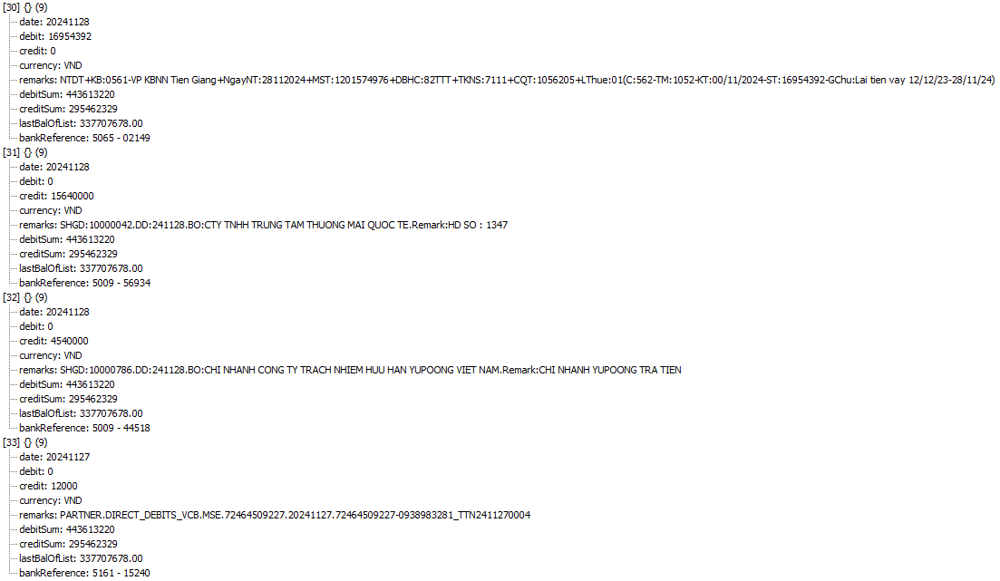 [30] {} (9)
date: 20241128
debit: 16954392
credit: 0
currency: VND
remarks: NTDT+KB:0561-VP KBNN Tien Giang+NgayNT:28112024+MST:1201574976+DBHC:82TTT+TKNS:7111+CQT:1056205+LThue:01(C:562-TM:1052-KT:00/11/2024-ST:16954392-GChu:Lai tien vay 12/12/23-28/11/24)
debitSum: 443613220
creditSum: 295462329
lastBalOfList: 337707678.00
bankReference: 5065 - 02149
[31] {} (9)
date: 20241128
debit: 0
credit: 15640000
currency: VND
remarks: SHGD:10000042.DD:241128.BO:CTY TNHH TRUNG TAM THUONG MAI QUOC TE.Remark:HD SO : 1347
debitSum: 443613220
creditSum: 295462329
lastBalOfList: 337707678.00
bankReference: 5009 - 56934
[32] {} (9)
date: 20241128
debit: 0
credit: 4540000
currency: VND
remarks: SHGD:10000786.DD:241128.BO:CHI NHANH CONG TY TRACH NHIEM HUU HAN YUPOONG VIET NAM.Remark:CHI NHANH YUPOONG TRA TIEN
debitSum: 443613220
creditSum: 295462329
lastBalOfList: 337707678.00
bankReference: 5009 - 44518
[33] {} (9)
date: 20241127
debit: 0
credit: 12000
currency: VND
remarks: PARTNER.DIRECT_DEBITS_VCB.MSE.72464509227.20241127.72464509227-0938983281_TTN2411270004
debitSum: 443613220
creditSum: 295462329
lastBalOfList: 337707678.00
bankReference: 5161 - 15240